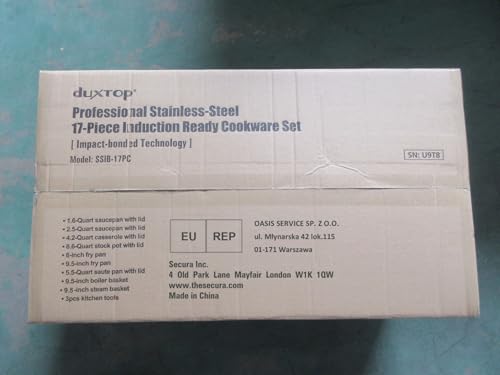 duxtop®
Professional Stainless-Steel
17-Piece Induction Ready Cookware Set
[ Impact-bonded Technology ]
Model: SSIB-17PC
SN: U9T8
• 1.6-Quart saucepan with lid
• 2.5-Quart saucepan with lid
• 4.2-Quart casserole with lid
• 8.6-Quart stock pot with lid
• 8-inch fry pan
• 9.5-inch fry pan
• 5.5-Quart saute pan with lid
• 9.5-inch boiler basket
• 9.5-inch steam basket
• 3pcs kitchen tools
EU REP
OASIS SERVICE SP. Z O.O.
ul. Młynarska 42 lok.115
01-171 Warszawa
Secura Inc.
4 Old Park Lane Mayfair London W1K 1QW
www.thesecura.com
Made in China